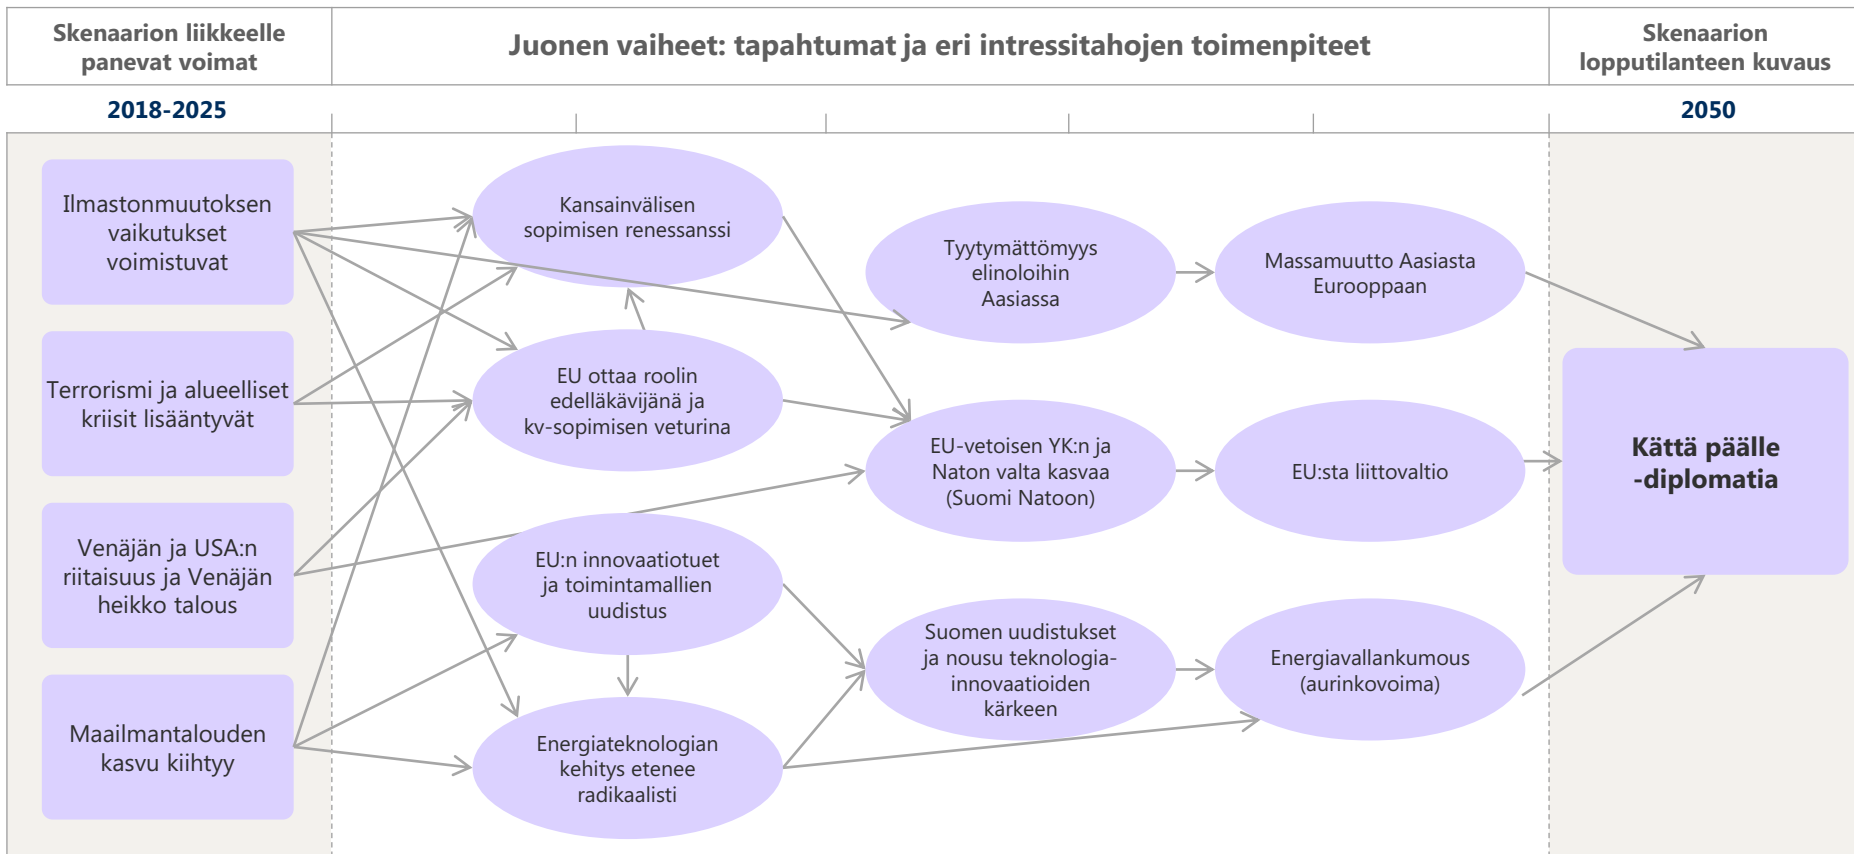 Skenaarion liikkeelle
panevat voimat
Juonen vaiheet: tapahtumat ja eri intressitahojen toimenpiteet
Skenaarion
lopputilanteen kuvaus
2018-2025
2050
Ilmastonmuutoksen
vaikutukset
voimistuvat
Terrorismi ja alueelliset
kriisit lisääntyvät
Venäjän ja USA:n
riitaisuus ja Venäjän
heikko talous
Maailmantalouden
kasvu kiihtyy
Kansainvälisen
sopimisen renessanssi
EU ottaa roolin
edelläkävijänä ja
kv-sopimisen veturina
EU:n innovaatiotuet
ja toimintamallien
uudistus
Energiateknologian
kehitys etenee
radikaalisti
Tyytymättömyys
elinoloihin
Aasiassa
EU-vetoisen YK:n ja
Naton valta kasvaa
(Suomi Natoon)
Suomen uudistukset
ja nousu teknologia-
innovaatioiden
kärkeen
Massamuutto Aasiasta
Eurooppaan
EU:sta liittovaltio
Energiavallankumous
(aurinkovoima)
Kättä päälle
-diplomatia